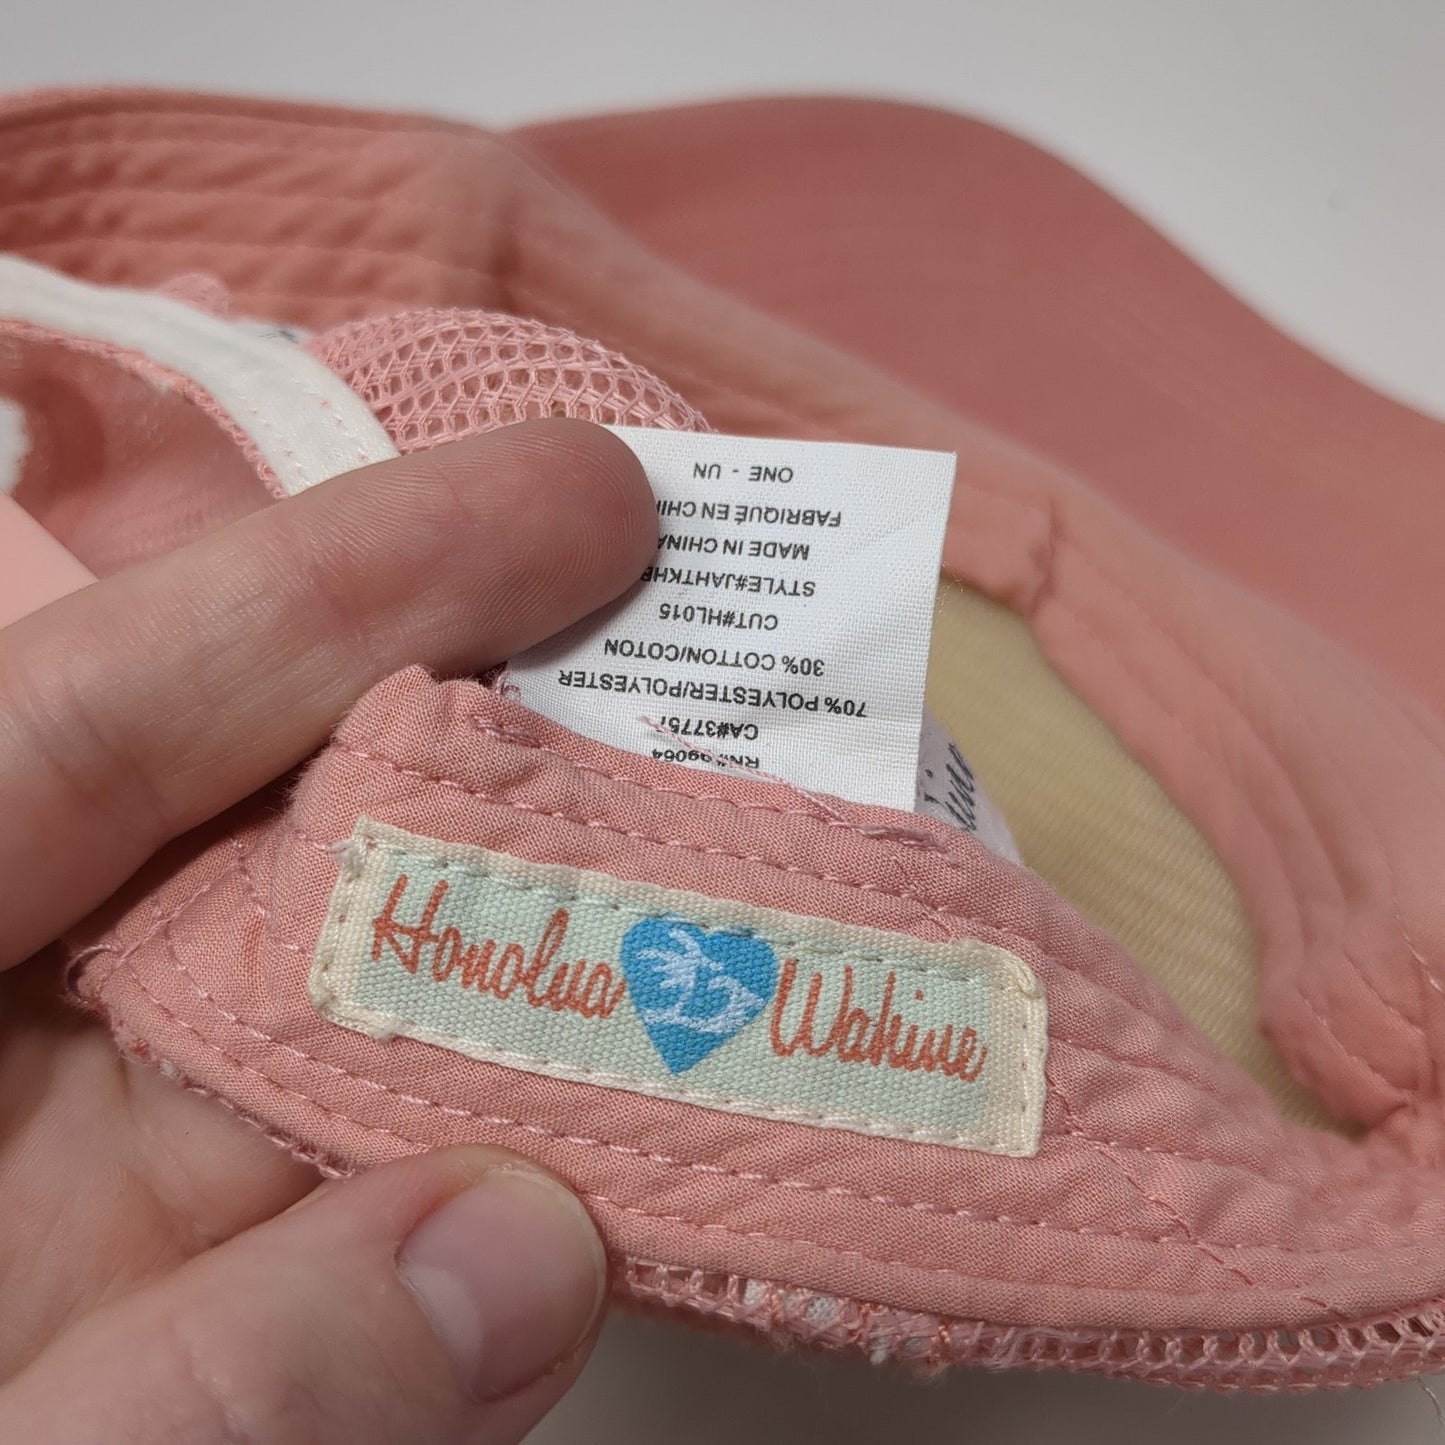 RN#99064
CA#37757
70% POLYESTER/POLYESTER
30% COTTON/COTON
CUT#HL015
STYLE#JAHTKH
MADE IN CHINA
FABRIQUÉ EN CHI
ONE - UN
Honolua Wahine